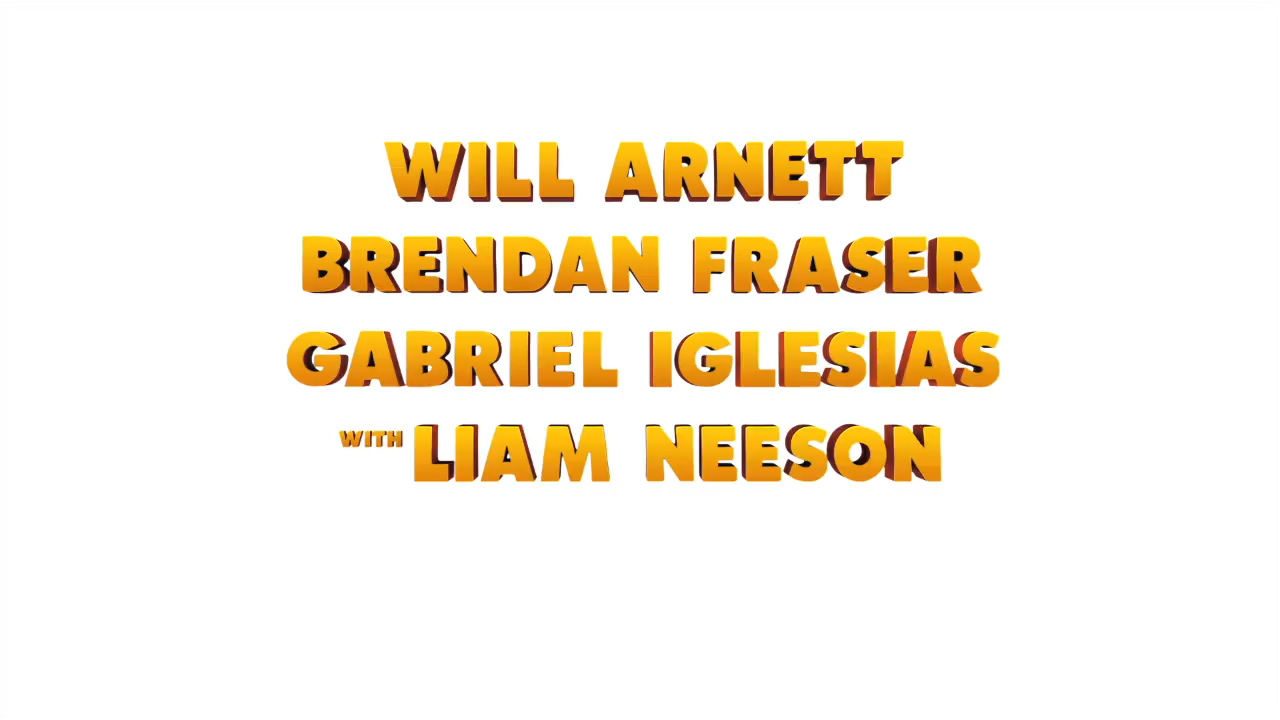 WILL ARNETT
BRENDAN FRASER
GABRIEL IGLESIAS
WITH LIAM NEESON